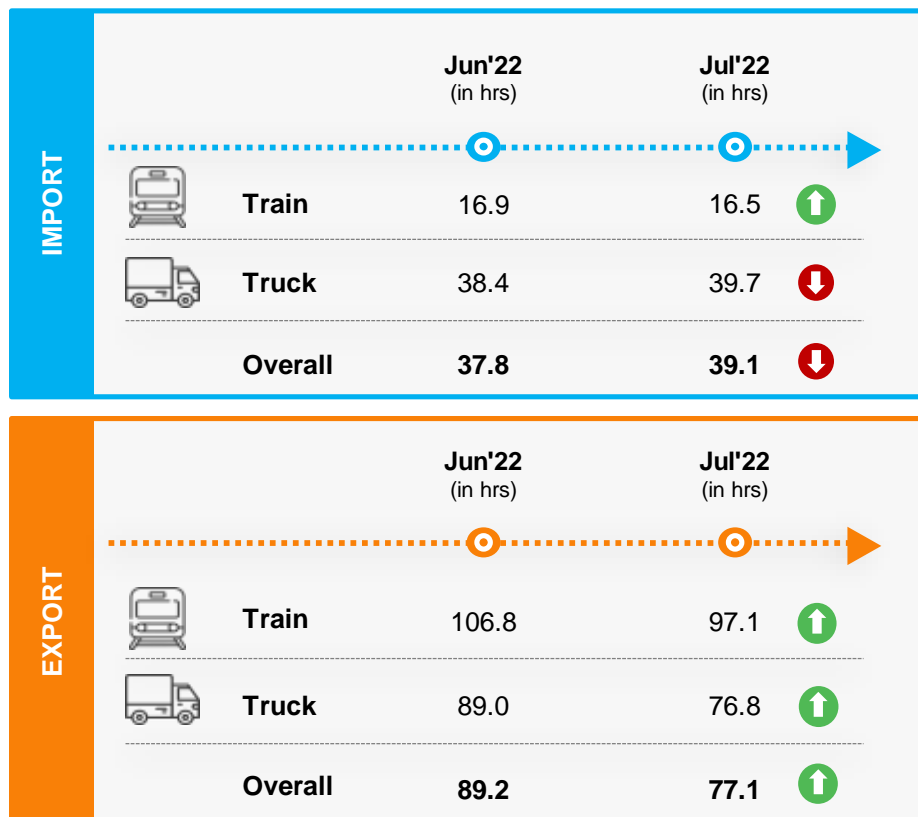 IMPORT
Jun'22 Jul'22
(in hrs) (in hrs)
Train 16.9 16.5
Truck 38.4 39.7
Overall 37.8 39.1
EXPORT
Jun'22 Jul'22
(in hrs) (in hrs)
Train 106.8 97.1
Truck 89.0 76.8
Overall 89.2 77.1